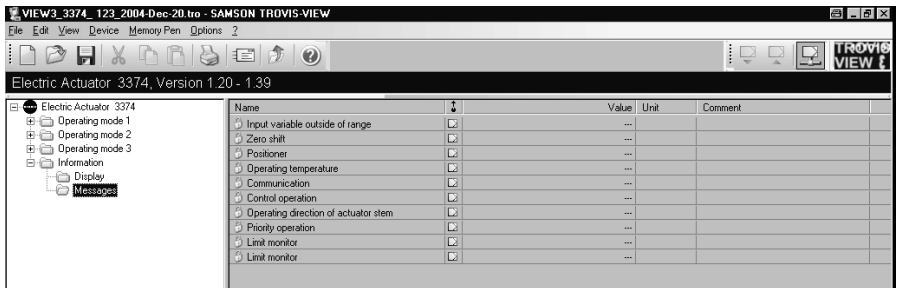 VIEW3_3374_ 123_2004-Dec-20.tro - SAMSON TROVIS-VIEW
File Edit View Device Memory Pen Options ?
TROVIS
VIEW
Electric Actuator 3374, Version 1.20 - 1.39
Electric Actuator 3374
Operating mode 1
Operating mode 2
Operating mode 3
Information
Display
Messages
Name Value Unit Comment
Input variable outside of range ---
Zero shift ---
Positioner ---
Operating temperature ---
Communication ---
Control operation ---
Operating direction of actuator stem ---
Priority operation ---
Limit monitor ---
Limit monitor ---